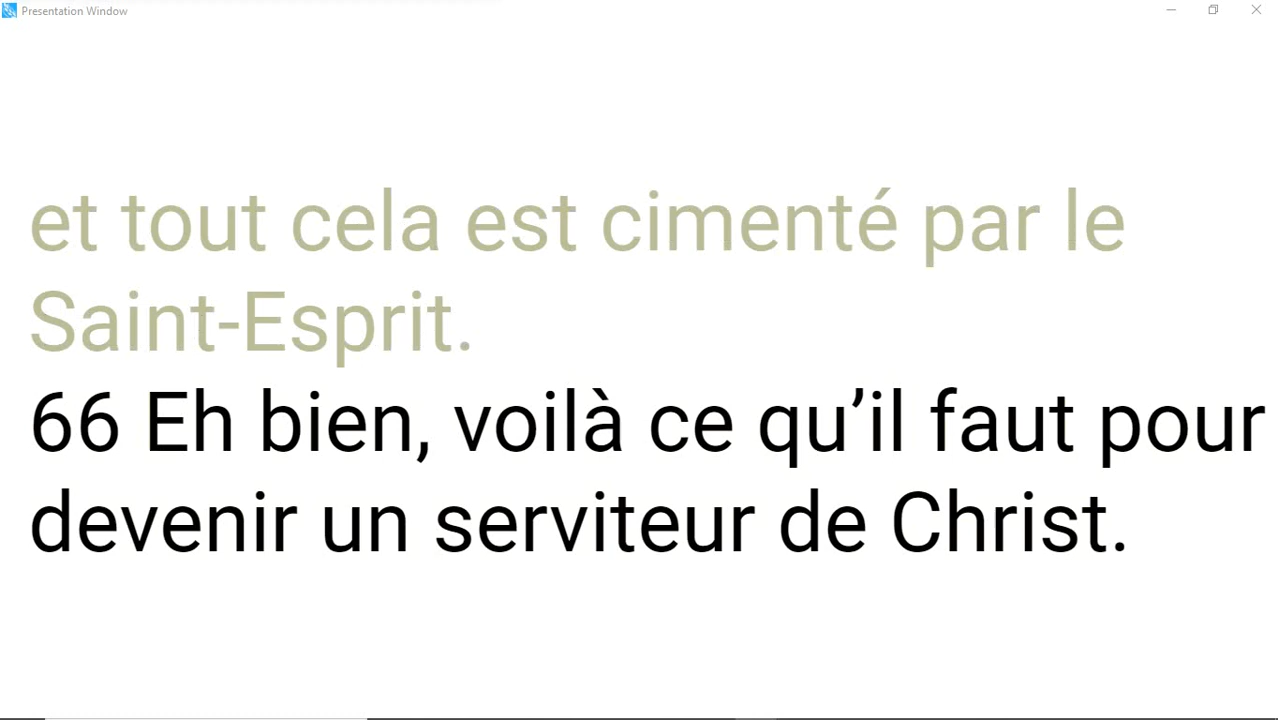 Presentation Window
et tout cela est cimenté par le
Saint-Esprit.
66 Eh bien, voilà ce qu’il faut pour
devenir un serviteur de Christ.